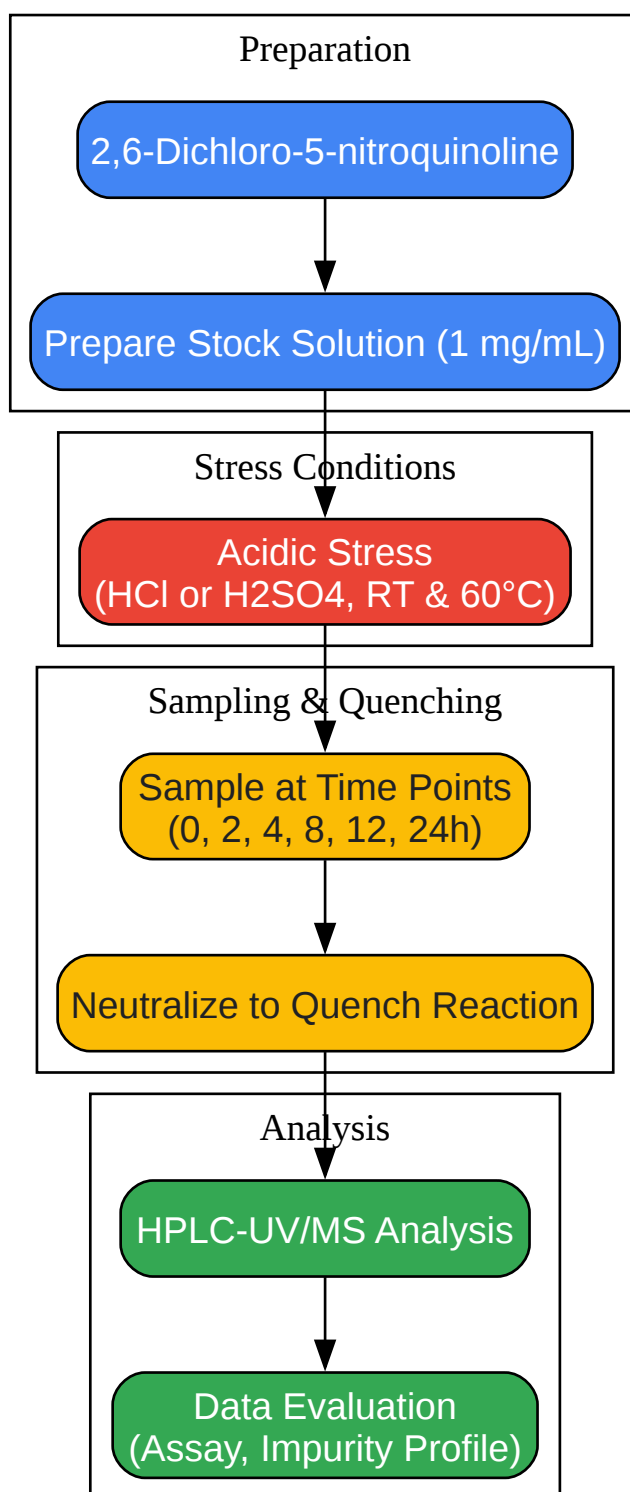 Preparation
2,6-Dichloro-5-nitroquinoline
Prepare Stock Solution (1 mg/mL)
Stress Conditions
Acidic Stress
(HCl or H2SO4, RT & 60°C)
Sampling & Quenching
Sample at Time Points
(0, 2, 4, 8, 12, 24h)
Neutralize to Quench Reaction
Analysis
HPLC-UV/MS Analysis
Data Evaluation
(Assay, Impurity Profile)